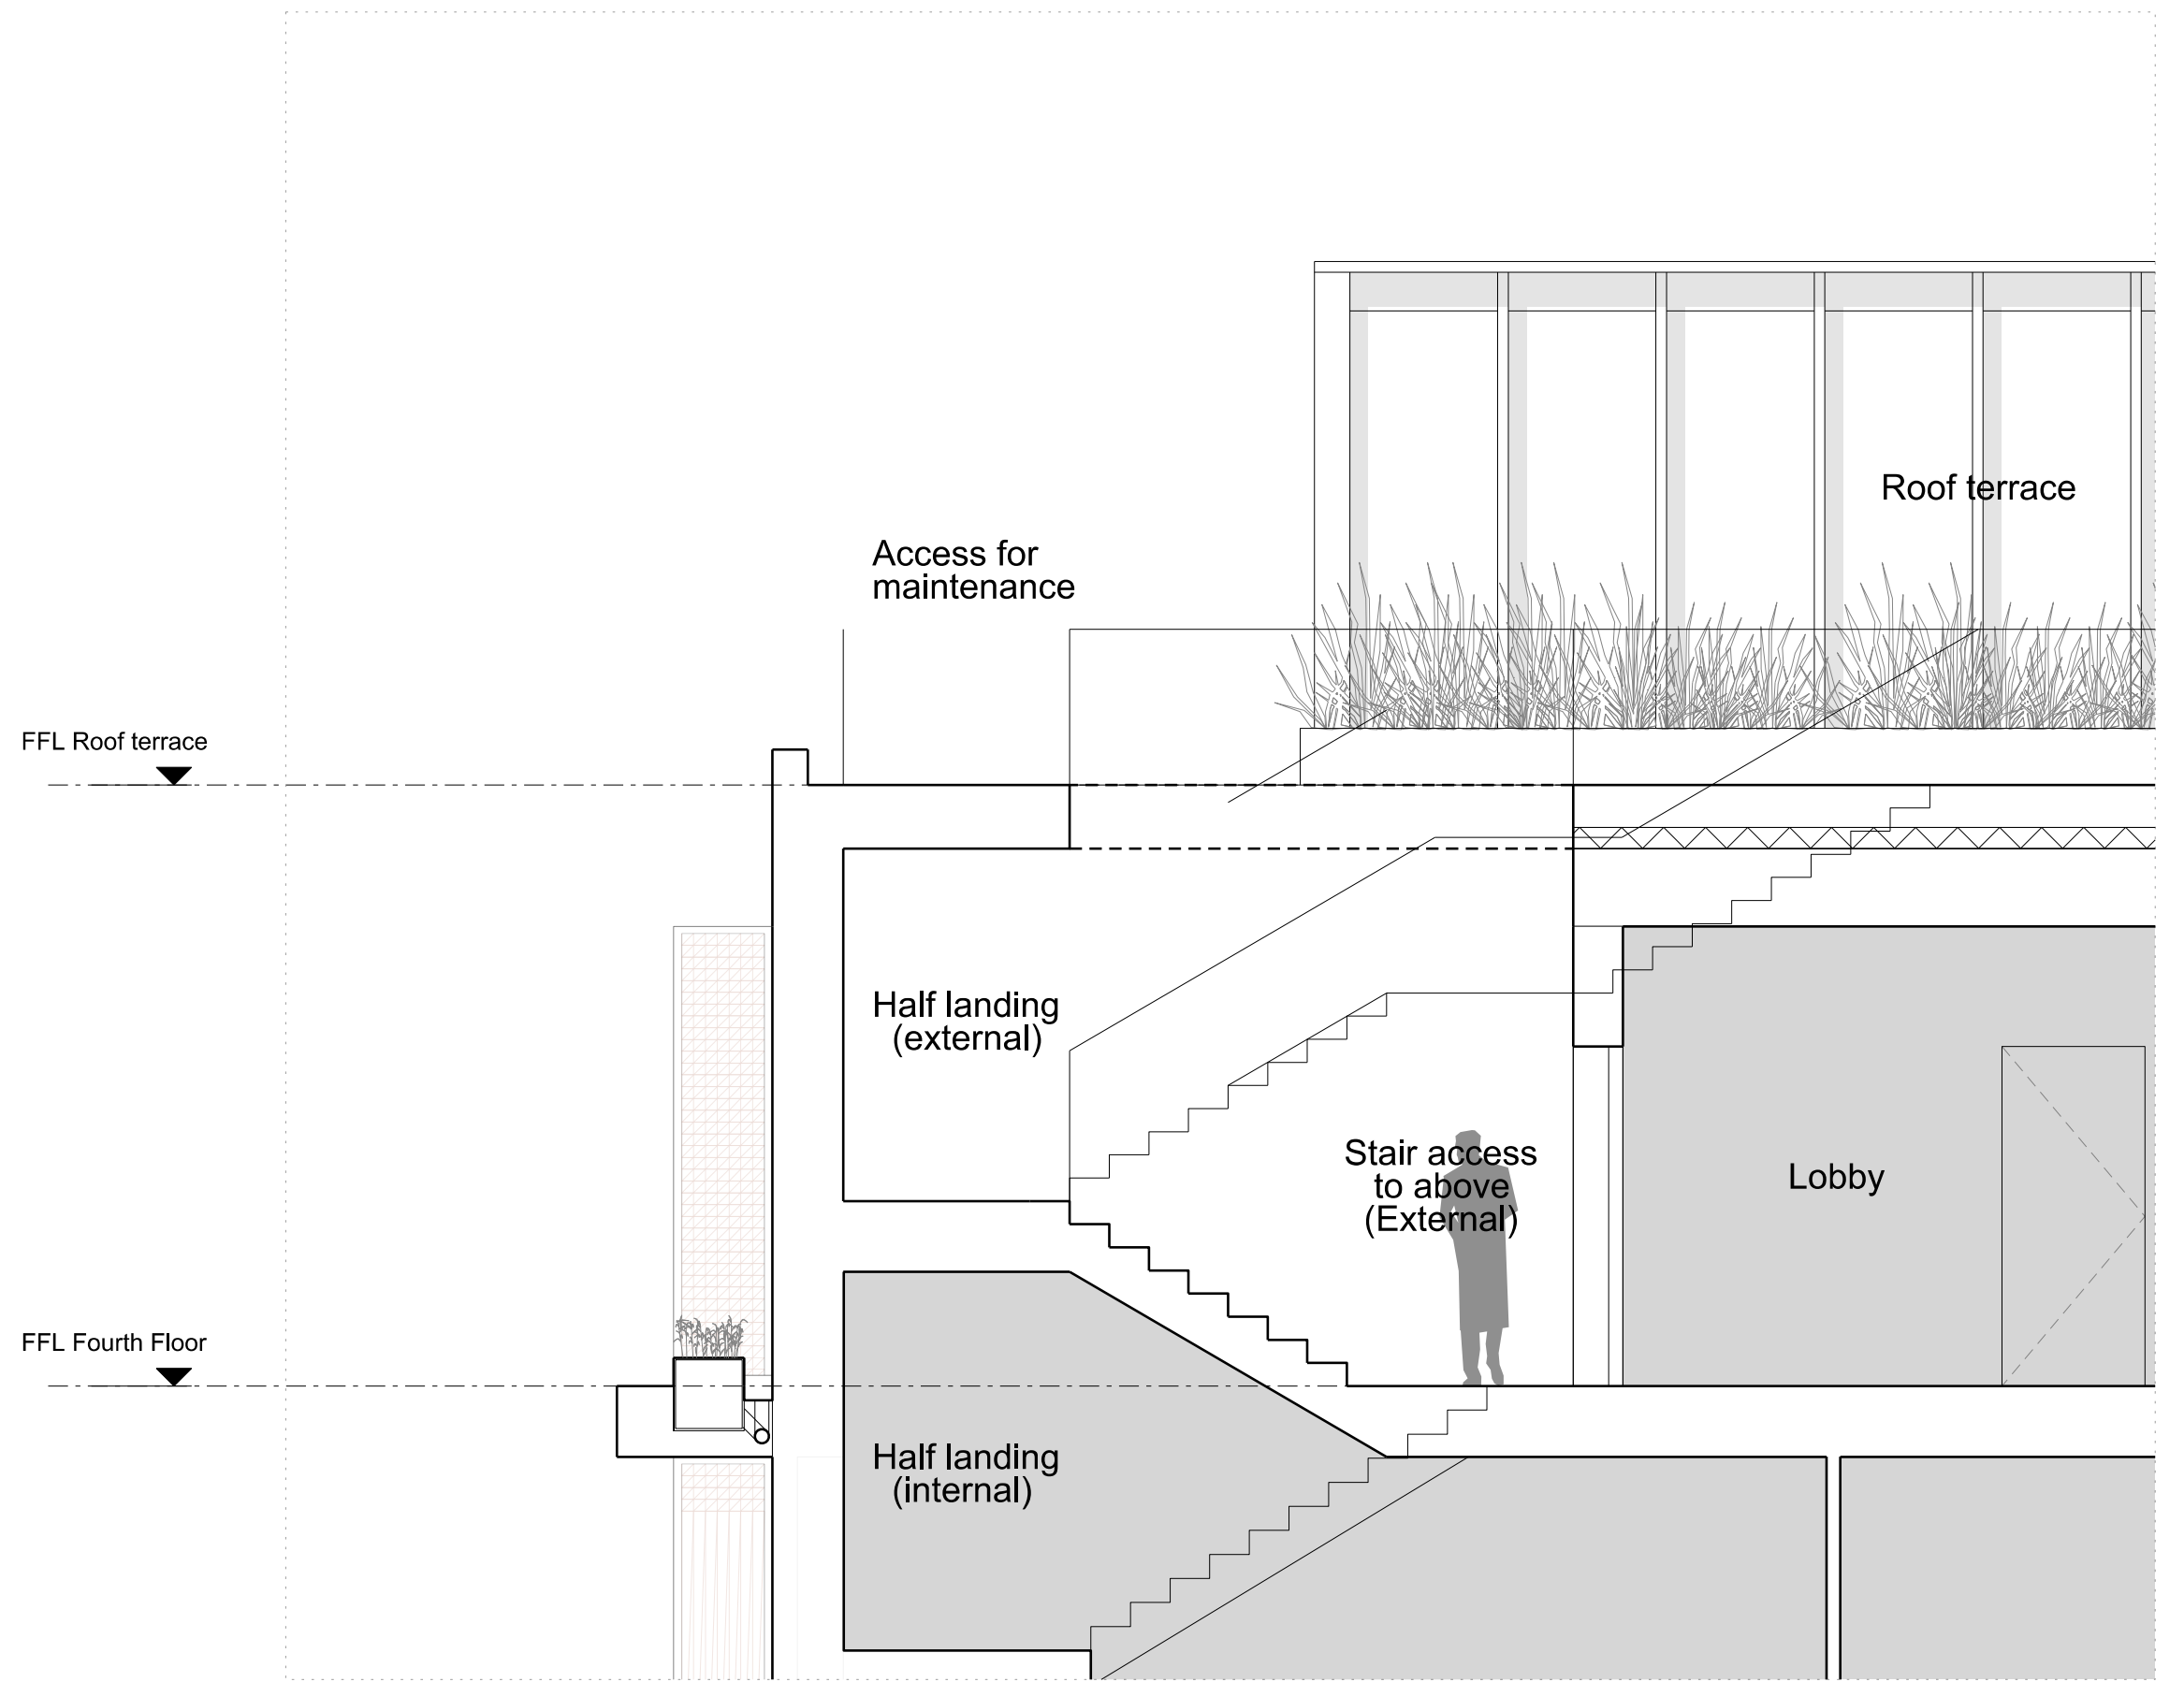 Roof terrace
Access for
maintenance
FFL Roof terrace
Half landing
(external)
Stair access
to above
(External)
Lobby
FFL Fourth Floor
Half landing
(internal)